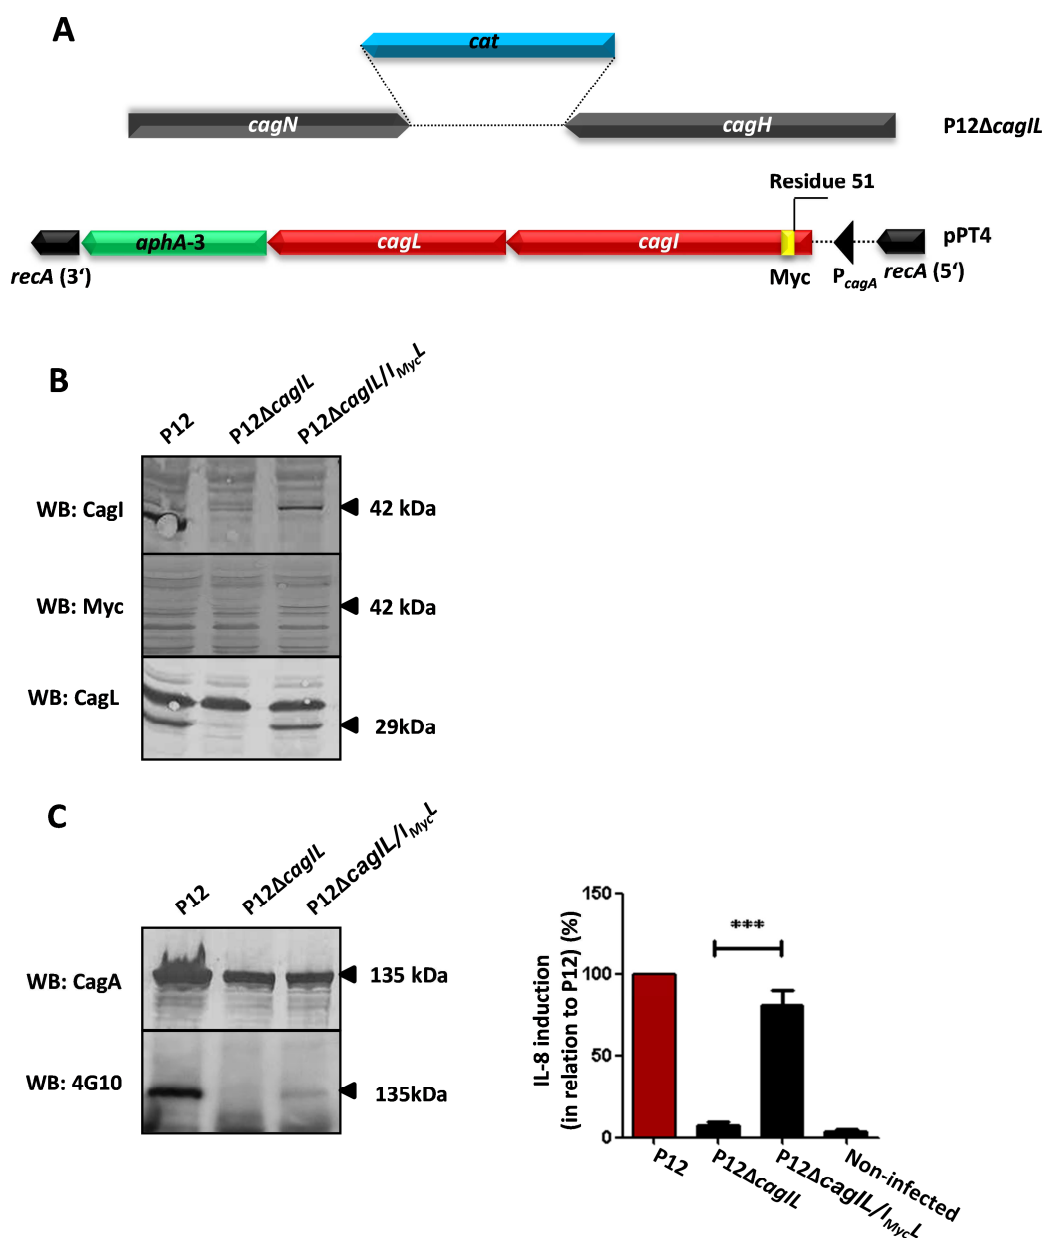 A
cat
cagN
cagH
P12ΔcagIL
Residue 51
aphA-3
cagL
cagI
pPT4
recA (3‘)
Myc
PcagA
recA (5‘)
B
P12
P12ΔcagIL
P12ΔcagIL/IMycL
WB: CagI
42 kDa
WB: Myc
42 kDa
WB: CagL
29kDa
C
P12
P12ΔcagIL
P12ΔcagIL/IMycL
WB: CagA
135 kDa
WB: 4G10
135kDa
IL-8 induction
(in relation to P12) (%)
150
100
50
0
***
P12
P12ΔcagIL
P12ΔcagIL/IMycL
Non-infected